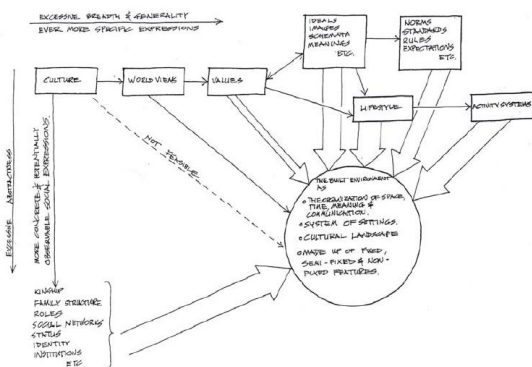 EXCESSIVE BREADTH & GENERALITY
EVER MORE SPECIFIC EXPRESSIONS
IDEALS
IMAGES
SCHEMATA
MEANINGS
ETC.
NORMS
STANDARDS
RULES
EXPECTATIONS
ETC.
CULTURE
WORLD VIEWS
VALUES
LIFESTYLE
ACTIVITY SYSTEMS
NOT FEASIBLE
EXCESSIVE ABSTRACTNESS
MORE CONCRETE & POTENTIALLY
OBSERVABLE SOCIAL EXPRESSIONS.
THE BUILT ENVIRONMENT
AS
• THE ORGANIZATION OF SPACE,
TIME, MEANING &
COMMUNICATION.
• SYSTEM OF SETTINGS.
• CULTURAL LANDSCAPE
• MADE UP OF FIXED,
SEMI-FIXED & NON-
FIXED FEATURES.
KINSHIP
FAMILY STRUCTURE
ROLES
SOCIAL NETWORKS
STATUS
IDENTITY
INSTITUTIONS
ETC